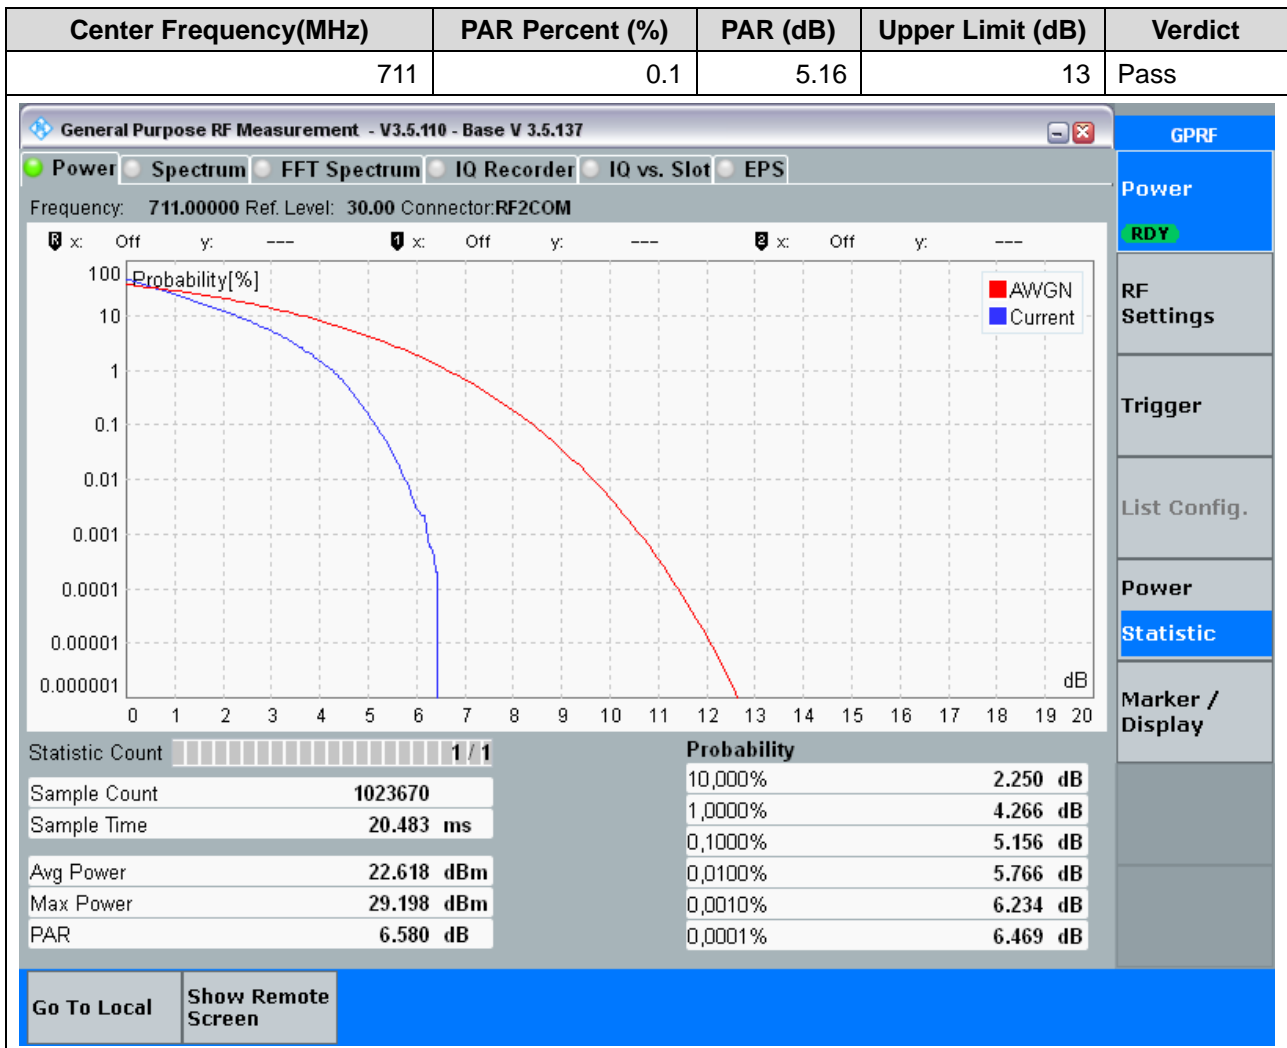 Center Frequency(MHz) PAR Percent (%) PAR (dB) Upper Limit (dB) Verdict
711 0.1 5.16 13 Pass
General Purpose RF Measurement - V3.5.110 - Base V 3.5.137
GPRF
Power Spectrum FFT Spectrum IQ Recorder IQ vs. Slot EPS
Power
RDY
Frequency: 711.00000 Ref. Level: 30.00 Connector:RF2COM
R x: Off y: --- 1 x: Off y: --- 2 x: Off y: ---
Probability[%]
AWGN
Current
100
10
1
0.1
0.01
0.001
0.0001
0.00001
0.000001
dB
0 1 2 3 4 5 6 7 8 9 10 11 12 13 14 15 16 17 18 19 20
RF
Settings
Trigger
List Config.
Power
Statistic
Marker /
Display
Statistic Count 1 / 1
Sample Count 1023670
Sample Time 20.483 ms
Avg Power 22.618 dBm
Max Power 29.198 dBm
PAR 6.580 dB
Probability
10,000% 2.250 dB
1,0000% 4.266 dB
0,1000% 5.156 dB
0,0100% 5.766 dB
0,0010% 6.234 dB
0,0001% 6.469 dB
Go To Local
Show Remote
Screen